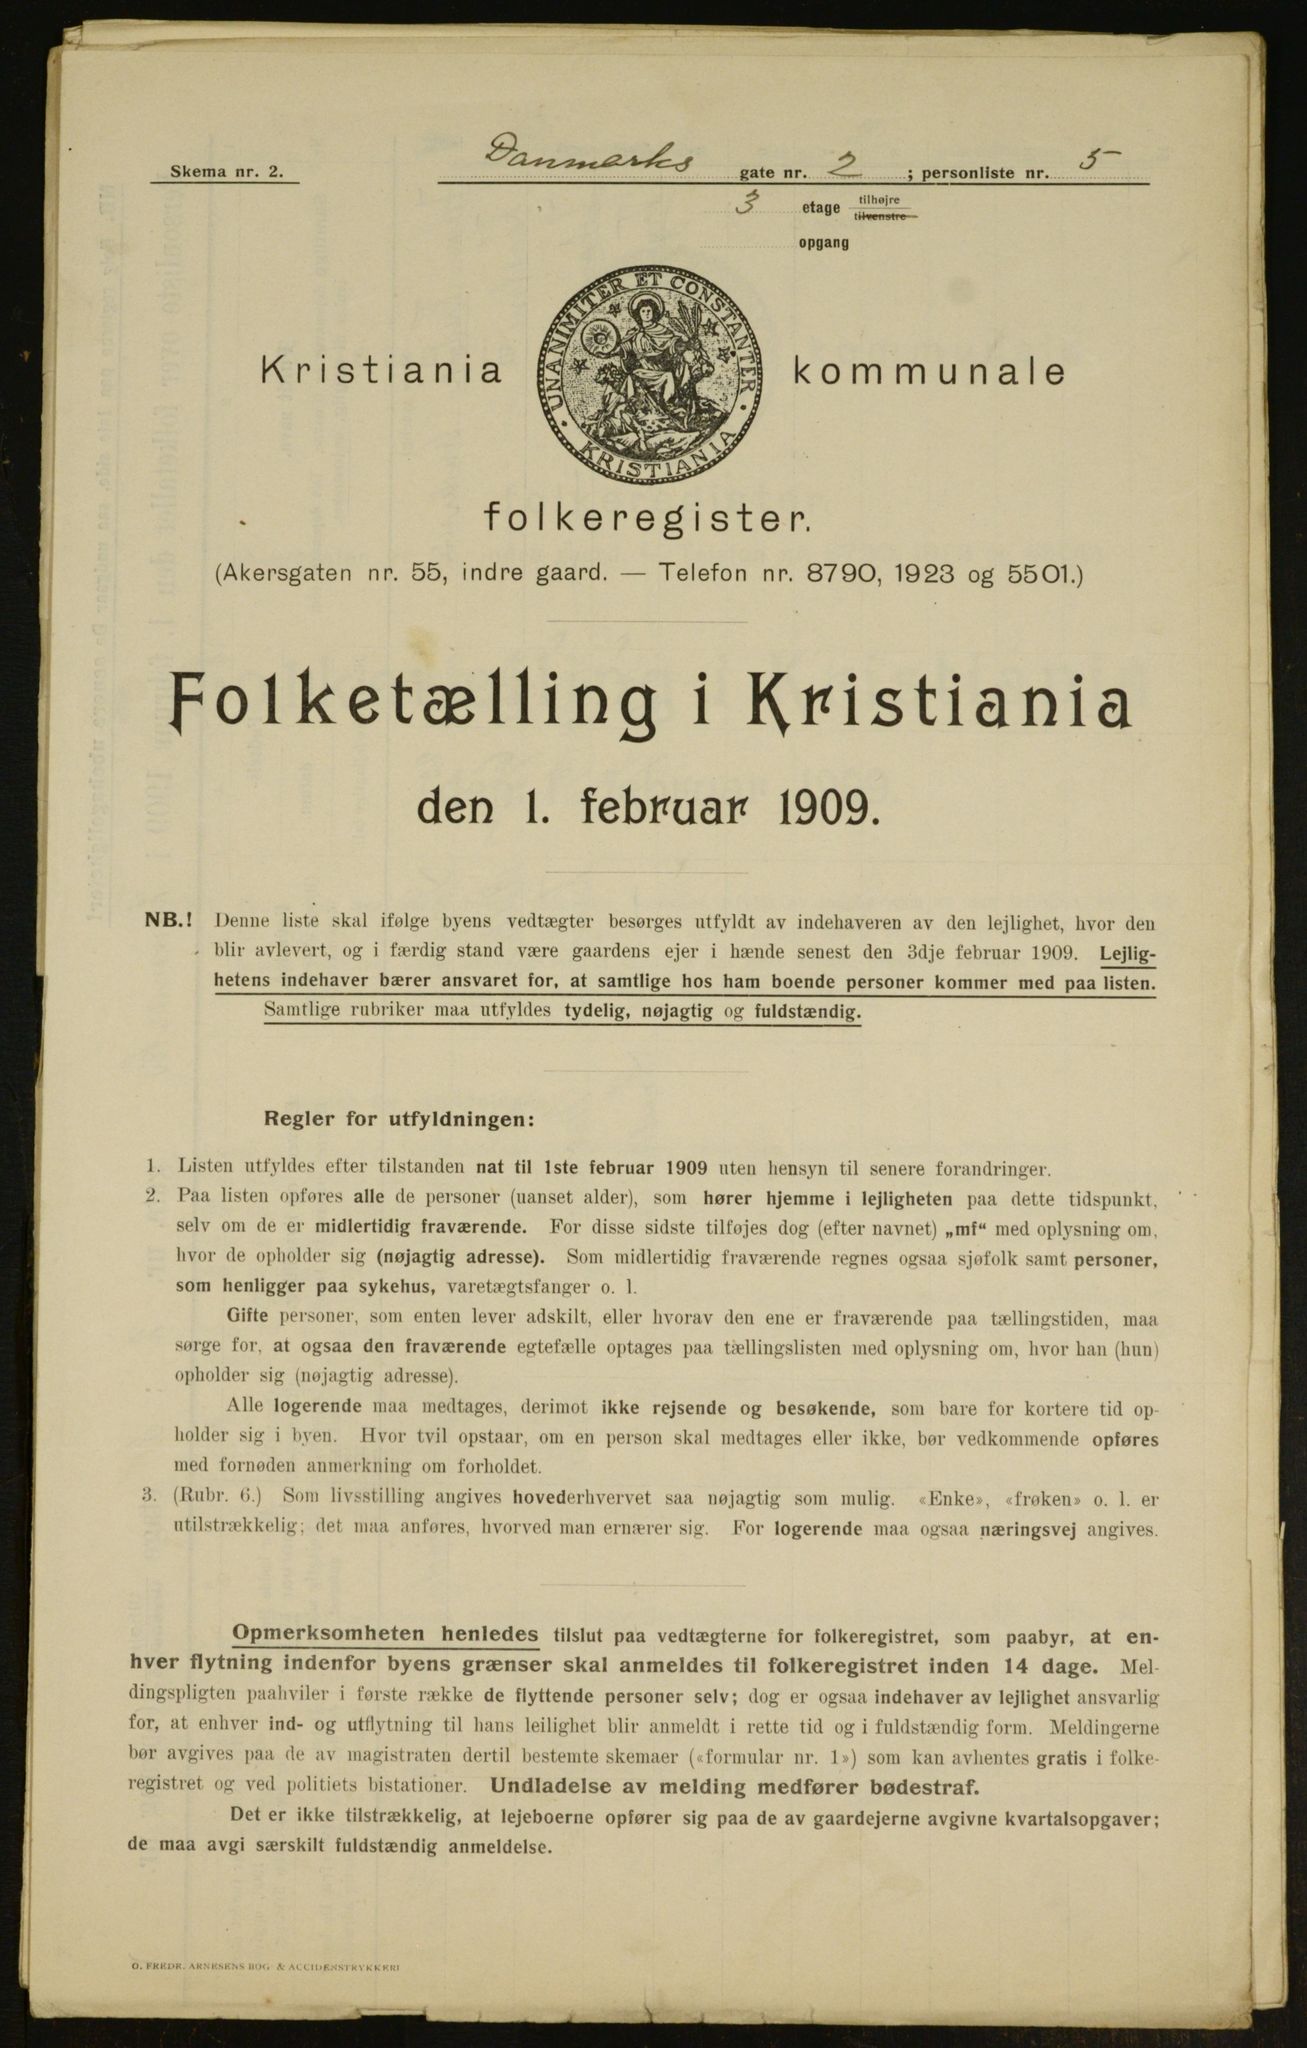 Skema nr. 2.
Danmarks gate nr. 2 ; personliste nr. 5
3 etage tilhøjre
tilvenstre
opgang
UNANIMITER ET CONSTANTER
· KRISTIANIA ·
Kristiania kommunale
folkeregister.
(Akersgaten nr. 55, indre gaard. — Telefon nr. 8790, 1923 og 5501.)
Folketælling i Kristiania
den 1. februar 1909.
NB.! Denne liste skal ifølge byens vedtægter besørges utfyldt av indehaveren av den lejlighet, hvor den
blir avlevert, og i færdig stand være gaardens ejer i hænde senest den 3dje februar 1909. Lejlig-
hetens indehaver bærer ansvaret for, at samtlige hos ham boende personer kommer med paa listen.
Samtlige rubriker maa utfyldes tydelig, nøjagtig og fuldstændig.
Regler for utfyldningen:
1. Listen utfyldes efter tilstanden nat til 1ste februar 1909 uten hensyn til senere forandringer.
2. Paa listen opføres alle de personer (uanset alder), som hører hjemme i lejligheten paa dette tidspunkt,
selv om de er midlertidig fraværende. For disse sidste tilføjes dog (efter navnet) „mf“ med oplysning om,
hvor de opholder sig (nøjagtig adresse). Som midlertidig fraværende regnes ogsaa sjøfolk samt personer,
som henligger paa sykehus, varetægtsfanger o. l.
Gifte personer, som enten lever adskilt, eller hvorav den ene er fraværende paa tællingstiden, maa
sørge for, at ogsaa den fraværende egtefælle optages paa tællingslisten med oplysning om, hvor han (hun)
opholder sig (nøjagtig adresse).
Alle logerende maa medtages, derimot ikke rejsende og besøkende, som bare for kortere tid op-
holder sig i byen. Hvor tvil opstaar, om en person skal medtages eller ikke, bør vedkommende opføres
med fornøden anmerkning om forholdet.
3. (Rubr. 6.) Som livsstilling angives hovederhvervet saa nøjagtig som mulig. «Enke», «frøken» o. l. er
utilstrækkelig; det maa anføres, hvorved man ernærer sig. For logerende maa ogsaa næringsvej angives.
Opmerksomheten henledes tilslut paa vedtægterne for folkeregistret, som paabyr, at en-
hver flytning indenfor byens grænser skal anmeldes til folkeregistret inden 14 dage. Mel-
dingspligten paahviler i første række de flyttende personer selv; dog er ogsaa indehaver av lejlighet ansvarlig
for, at enhver ind- og utflytning til hans leilighet blir anmeldt i rette tid og i fuldstændig form. Meldingerne
bør avgives paa de av magistraten dertil bestemte skemaer («formular nr. 1») som kan avhentes gratis i folke-
registret og ved politiets bistationer. Undladelse av melding medfører bødestraf.
Det er ikke tilstrækkelig, at lejeboerne opfører sig paa de av gaardejerne avgivne kvartalsopgaver;
de maa avgi særskilt fuldstændig anmeldelse.
O. FREDR. ARNESENS BOG & ACCIDENSTRYKKERI